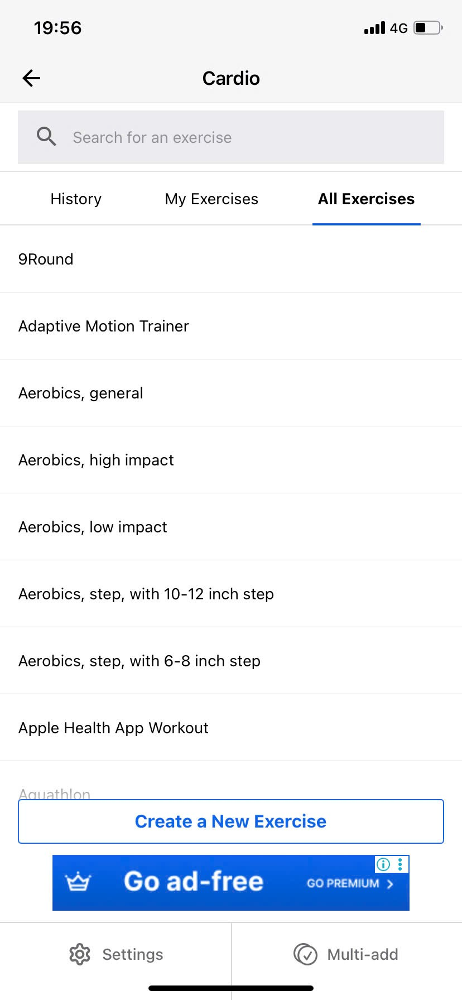 19:56
4G
Cardio
Search for an exercise
History
My Exercises
All Exercises
9Round
Adaptive Motion Trainer
Aerobics, general
Aerobics, high impact
Aerobics, low impact
Aerobics, step, with 10-12 inch step
Aerobics, step, with 6-8 inch step
Apple Health App Workout
Aquathlon
Create a New Exercise
Go ad-free
GO PREMIUM
Settings
Multi-add